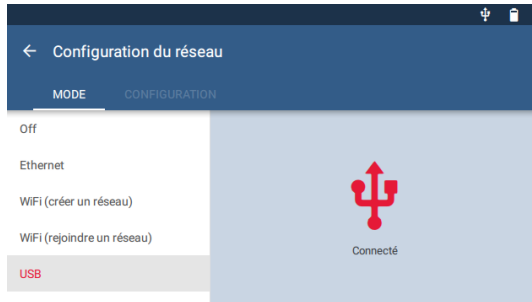 Configuration du réseau
MODE
CONFIGURATION
Off
Ethernet
WiFi (créer un réseau)
WiFi (rejoindre un réseau)
USB
Connecté